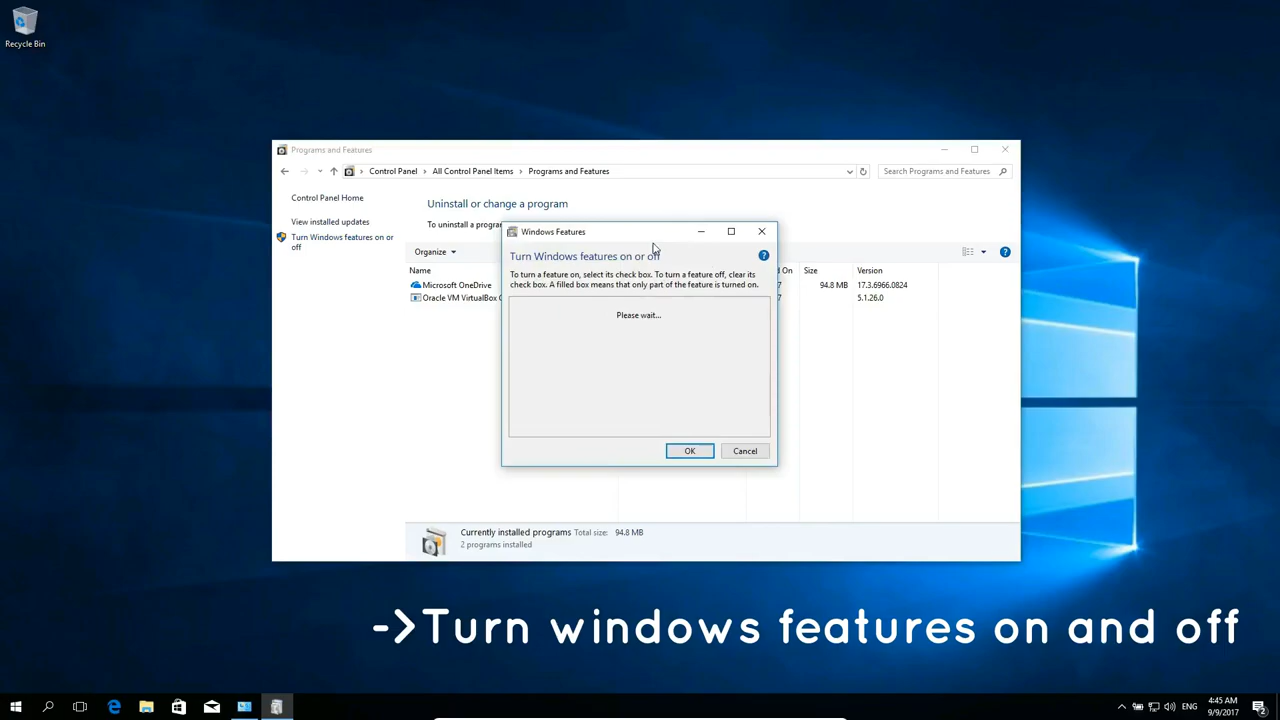 Recycle Bin
Programs and Features
Control Panel > All Control Panel Items > Programs and Features
Search Programs and Features
Control Panel Home
View installed updates
Turn Windows features on or
off
Uninstall or change a program
To uninstall a progra
Organize
Name
On
Size
Version
Microsoft OneDrive
7
94.8 MB
17.3.6966.0824
Oracle VM VirtualBox
7
5.1.26.0
Windows Features
Turn Windows features on or off
To turn a feature on, select its check box. To turn a feature off, clear its
check box. A filled box means that only part of the feature is turned on.
Please wait...
OK
Cancel
Currently installed programs Total size: 94.8 MB
2 programs installed
->Turn windows features on and off
ENG
4:45 AM
9/9/2017
2